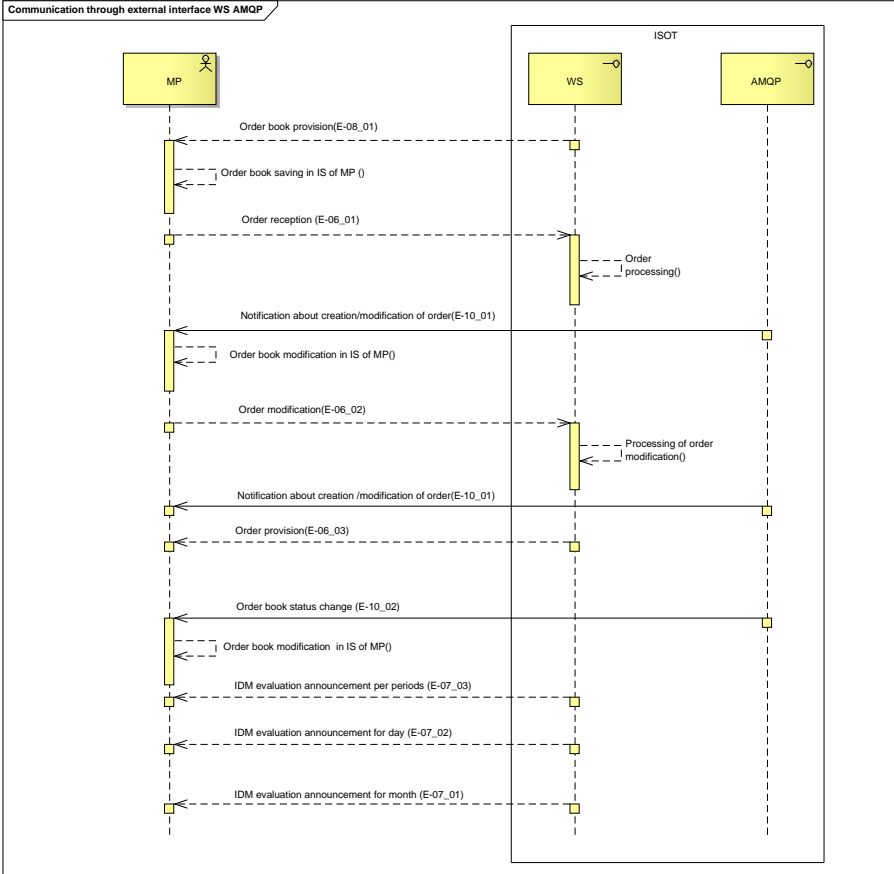 Communication through external interface WS AMQP
ISOT
MP
WS
AMQP
Order book provision(E-08_01)
Order book saving in IS of MP ()
Order reception (E-06_01)
Order
processing()
Notification about creation/modification of order(E-10_01)
Order book modification in IS of MP()
Order modification(E-06_02)
Processing of order
modification()
Notification about creation /modification of order(E-10_01)
Order provision(E-06_03)
Order book status change (E-10_02)
Order book modification  in IS of MP()
IDM evaluation announcement per periods (E-07_03)
IDM evaluation announcement for day (E-07_02)
IDM evaluation announcement for month (E-07_01)